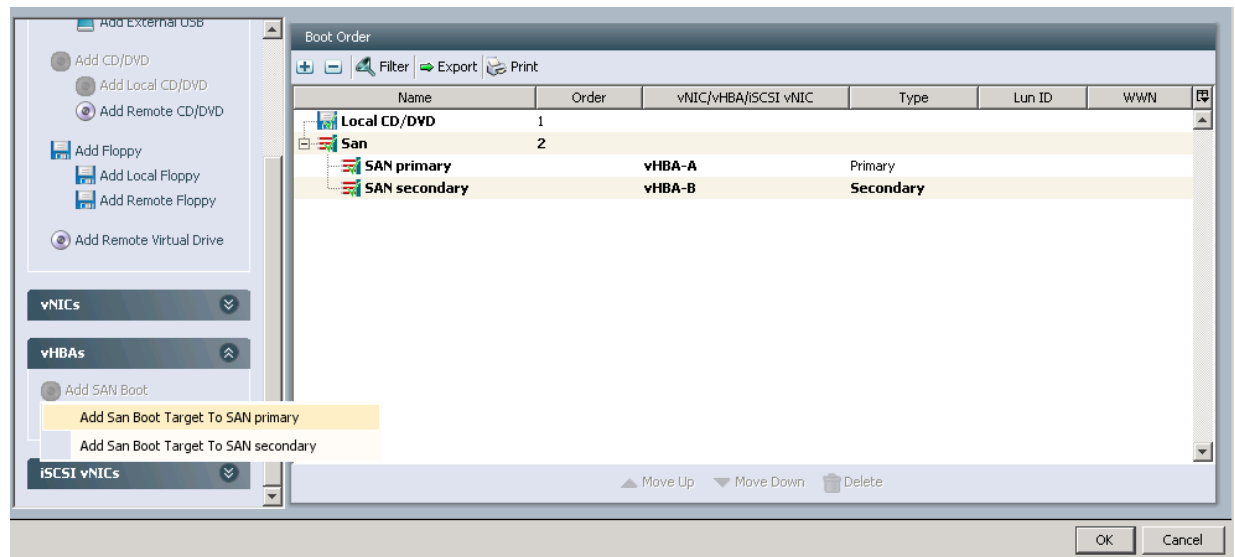 Add External USB
Add CD/DVD
Add Local CD/DVD
Add Remote CD/DVD
Add Floppy
Add Local Floppy
Add Remote Floppy
Add Remote Virtual Drive
vNICs
vHBAs
Add SAN Boot
Add San Boot Target To SAN primary
Add San Boot Target To SAN secondary
iSCSI vNICs
Boot Order
Filter Export Print
Name Order vNIC/vHBA/iSCSI vNIC Type Lun ID WWN
Local CD/DVD 1
San 2
SAN primary vHBA-A Primary
SAN secondary vHBA-B Secondary
Move Up Move Down Delete
OK Cancel